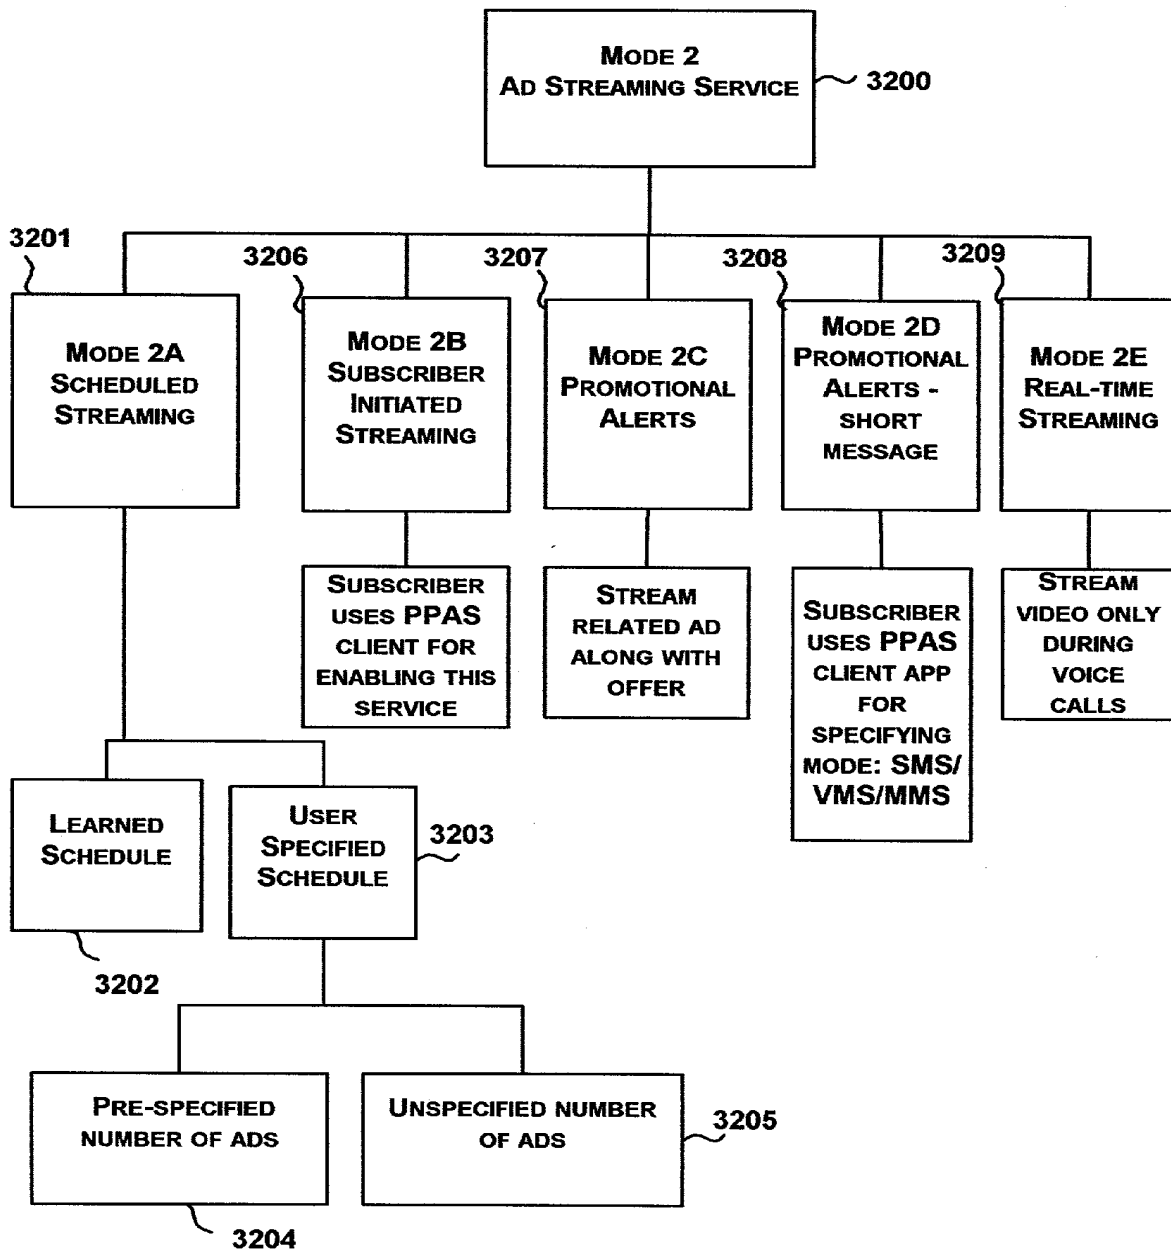 MODE 2
AD STREAMING SERVICE
3200
3201
3206
3207
3208
3209
MODE 2A
SCHEDULED
STREAMING
MODE 2B
SUBSCRIBER
INITIATED
STREAMING
MODE 2C
PROMOTIONAL
ALERTS
MODE 2D
PROMOTIONAL
ALERTS -
SHORT
MESSAGE
MODE 2E
REAL-TIME
STREAMING
SUBSCRIBER
USES PPAS
CLIENT FOR
ENABLING THIS
SERVICE
STREAM
RELATED AD
ALONG WITH
OFFER
SUBSCRIBER
USES PPAS
CLIENT APP
FOR
SPECIFYING
MODE: SMS/
VMS/MMS
STREAM
VIDEO ONLY
DURING
VOICE
CALLS
LEARNED
SCHEDULE
3202
USER
SPECIFIED
SCHEDULE
3203
PRE-SPECIFIED
NUMBER OF ADS
3204
UNSPECIFIED NUMBER
OF ADS
3205